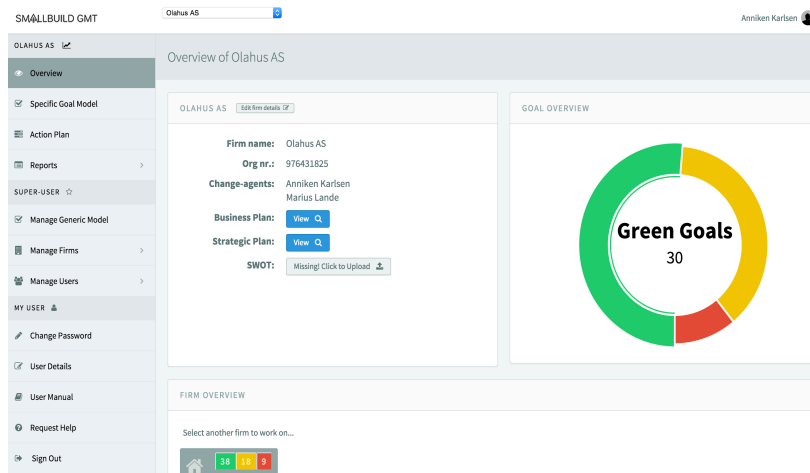 SMALLBUILD GMT
Olahus AS
Anniken Karlsen
OLAHUS AS
Overview
Specific Goal Model
Action Plan
Reports
SUPER-USER
Manage Generic Model
Manage Firms
Manage Users
MY USER
Change Password
User Details
User Manual
Request Help
Sign Out
Overview of Olahus AS
OLAHUS AS Edit firm details
Firm name: Olahus AS
Org nr.: 976431825
Change-agents: Anniken Karlsen
Marius Lande
Business Plan: View
Strategic Plan: View
SWOT: Missing! Click to Upload
GOAL OVERVIEW
Green Goals
30
FIRM OVERVIEW
Select another firm to work on...
38 18 9